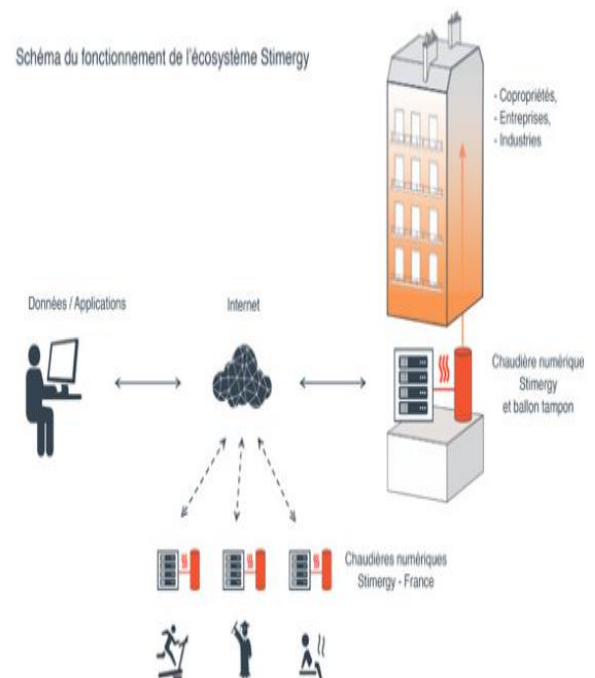 Schéma du fonctionnement de l'écosystème Stimergy
- Copropriétés,
- Entreprises,
- Industries
Données / Applications
Internet
Chaudière numérique
Stimergy
et ballon tampon
Chaudières numériques
Stimergy - France